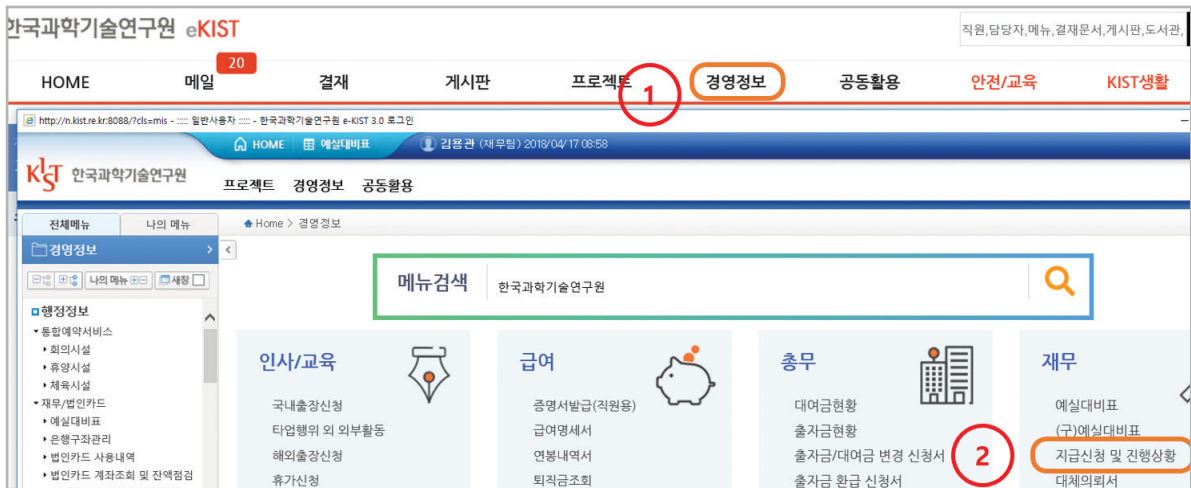 한국과학기술연구원 eKIST
직원,담당자,메뉴,결재문서,게시판,도서관,
20
HOME 메일 결재 게시판 프로젝트 1 경영정보 공동활용 안전/교육 KIST생활
http://n.kist.re.kr:8088/?cls=mis - ::::: 일반사용자 ::::: - 한국과학기술연구원 e-KIST 3.0 로그인
HOME 예실대비표 김용관 (재무팀) 2018/04/17 08:58
KIST 한국과학기술연구원
프로젝트 경영정보 공동활용
전체메뉴 나의 메뉴 Home > 경영정보
경영정보
나의 메뉴 새창
메뉴검색 한국과학기술연구원
행정정보
통합예약서비스
회의시설
휴양시설
체육시설
재무/법인카드
예실대비표
은행구좌관리
법인카드 사용내역
법인카드 계좌조회 및 잔액점검
인사/교육
국내출장신청
타업행위 외 외부활동
해외출장신청
휴가신청
급여
증명서발급(직원용)
급여명세서
연봉내역서
퇴직금조회
총무
대여금현황
출자금현황
출자금/대여금 변경 신청서
출자금 환급 신청서
재무
예실대비표
(구)예실대비표
2 지급신청 및 진행상황
대체의뢰서